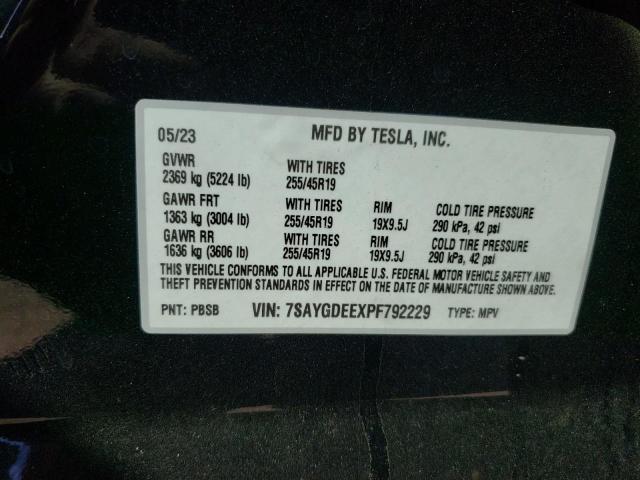 05/23 MFD BY TESLA, INC.
GVWR WITH TIRES
2369 kg (5224 lb) 255/45R19
GAWR FRT WITH TIRES RIM COLD TIRE PRESSURE
1363 kg (3004 lb) 255/45R19 19X9.5J 290 kPa, 42 psi
GAWR RR WITH TIRES RIM COLD TIRE PRESSURE
1636 kg (3606 lb) 255/45R19 19X9.5J 290 kPa, 42 psi
THIS VEHICLE CONFORMS TO ALL APPLICABLE U.S. FEDERAL MOTOR VEHICLE SAFETY AND
THEFT PREVENTION STANDARDS IN EFFECT ON THE DATE OF MANUFACTURE SHOWN ABOVE.
PNT: PBSB VIN: 7SAYGDEEXPF792229 TYPE: MPV